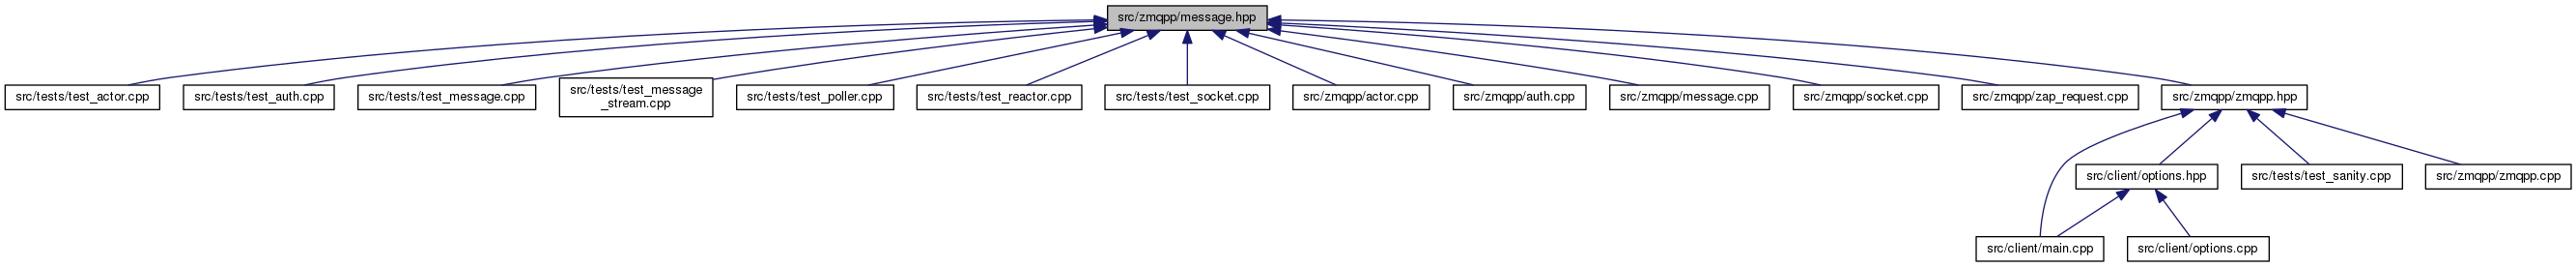 src/zmqpp/message.hpp
src/tests/test_actor.cpp
src/tests/test_auth.cpp
src/tests/test_message.cpp
src/tests/test_message
_stream.cpp
src/tests/test_poller.cpp
src/tests/test_reactor.cpp
src/tests/test_socket.cpp
src/zmqpp/actor.cpp
src/zmqpp/auth.cpp
src/zmqpp/message.cpp
src/zmqpp/socket.cpp
src/zmqpp/zap_request.cpp
src/zmqpp/zmqpp.hpp
src/client/options.hpp
src/tests/test_sanity.cpp
src/zmqpp/zmqpp.cpp
src/client/main.cpp
src/client/options.cpp